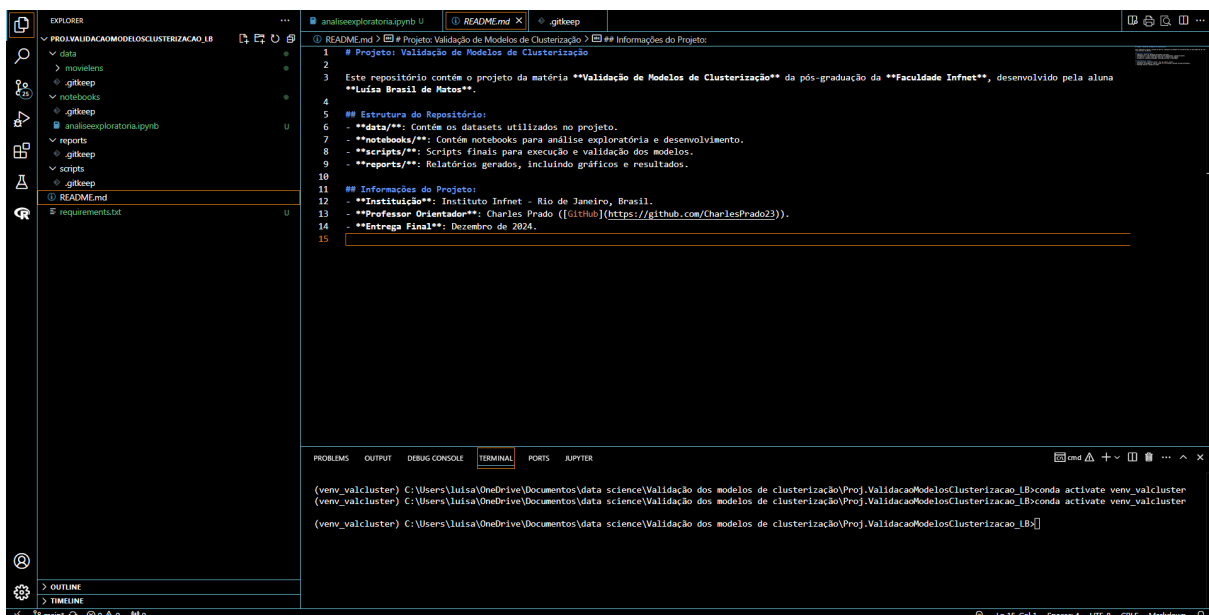 EXPLORER
PROJ.VALIDACAOMODELOSCLUSTERIZACAO_LB
data
movielens
.gitkeep
notebooks
.gitkeep
analiseexploratoria.ipynb U
reports
.gitkeep
scripts
.gitkeep
README.md
requirements.txt U
OUTLINE
TIMELINE
25
analiseexploratoria.ipynb U README.md .gitkeep
README.md > # Projeto: Validação de Modelos de Clusterização > ## Informações do Projeto:
1 # Projeto: Validação de Modelos de Clusterização
2
3 Este repositório contém o projeto da matéria **Validação de Modelos de Clusterização** da pós-graduação da **Faculdade Infnet**, desenvolvido pela aluna
**Luísa Brasil de Matos**.
4
5 ## Estrutura do Repositório:
6 - **data/**: Contém os datasets utilizados no projeto.
7 - **notebooks/**: Contém notebooks para análise exploratória e desenvolvimento.
8 - **scripts/**: Scripts finais para execução e validação dos modelos.
9 - **reports/**: Relatórios gerados, incluindo gráficos e resultados.
10
11 ## Informações do Projeto:
12 - **Instituição**: Instituto Infnet - Rio de Janeiro, Brasil.
13 - **Professor Orientador**: Charles Prado ([GitHub](https://github.com/CharlesPrado23)).
14 - **Entrega Final**: Dezembro de 2024.
15
PROBLEMS OUTPUT DEBUG CONSOLE TERMINAL PORTS JUPYTER
cmd
(venv_valcluster) C:\Users\luisa\OneDrive\Documentos\data science\Validação dos modelos de clusterização\Proj.ValidacaoModelosClusterizacao_LB>conda activate venv_valcluster
(venv_valcluster) C:\Users\luisa\OneDrive\Documentos\data science\Validação dos modelos de clusterização\Proj.ValidacaoModelosClusterizacao_LB>conda activate venv_valcluster
(venv_valcluster) C:\Users\luisa\OneDrive\Documentos\data science\Validação dos modelos de clusterização\Proj.ValidacaoModelosClusterizacao_LB>